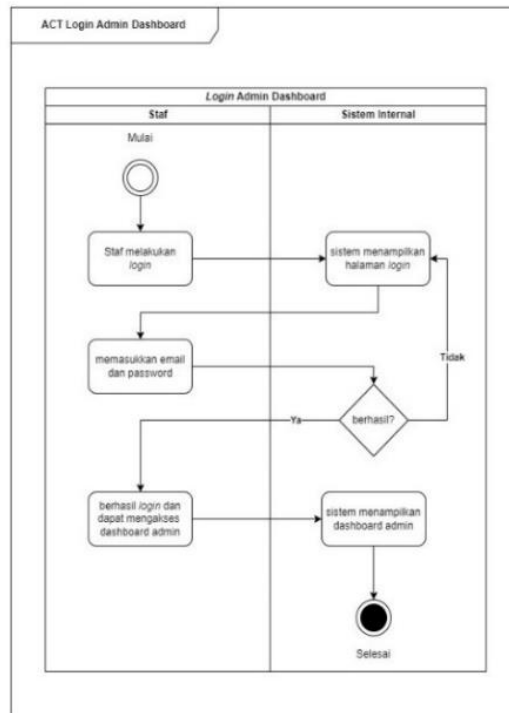 ACT Login Admin Dashboard
Login Admin Dashboard
Staf
Sistem Internal
Mulai
Staf melakukan
login
sistem menampilkan
halaman login
memasukkan email
dan password
Tidak
berhasil?
Ya
berhasil login dan
dapat mengakses
dashboard admin
sistem menampilkan
dashboard admin
Selesai